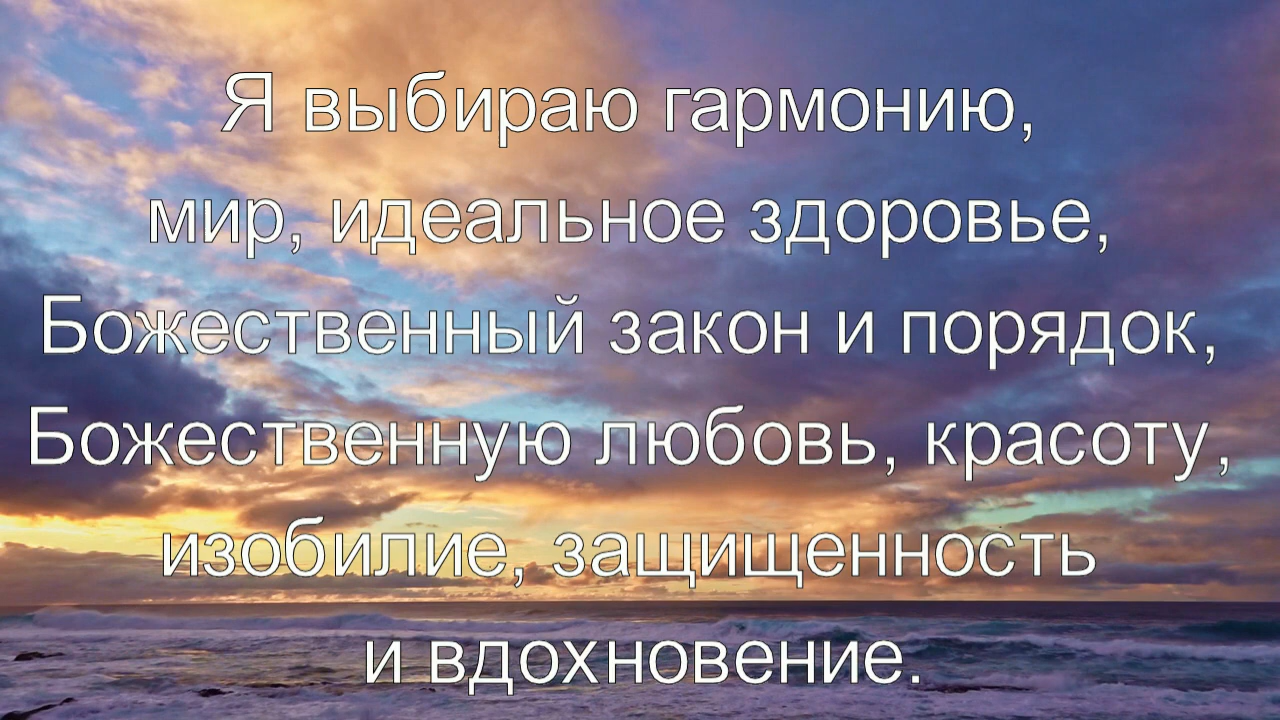 Я выбираю гармонию,
мир, идеальное здоровье,
Божественный закон и порядок,
Божественную любовь, красоту,
изобилие, защищенность
и вдохновение.